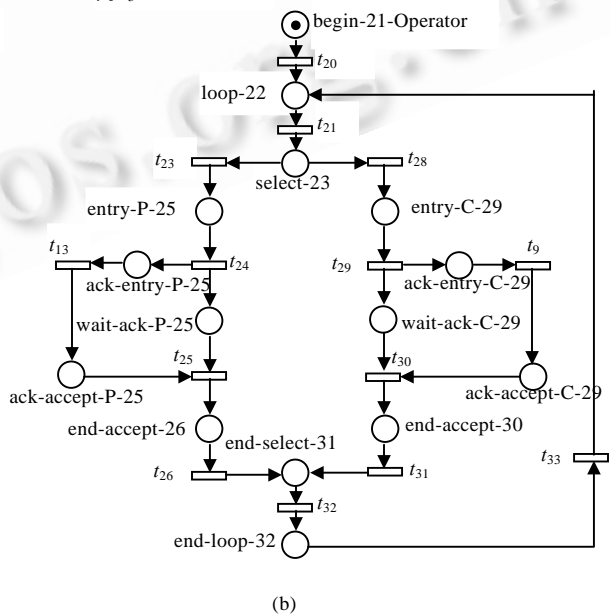 begin-21-Operator
t20
loop-22
t21
t23
t28
select-23
entry-P-25
entry-C-29
t13
t24
t29
t9
ack-entry-P-25
ack-entry-C-29
wait-ack-P-25
wait-ack-C-29
t25
t30
ack-accept-P-25
ack-accept-C-29
end-accept-26
end-select-31
end-accept-30
t26
t31
t33
t32
end-loop-32
(b)